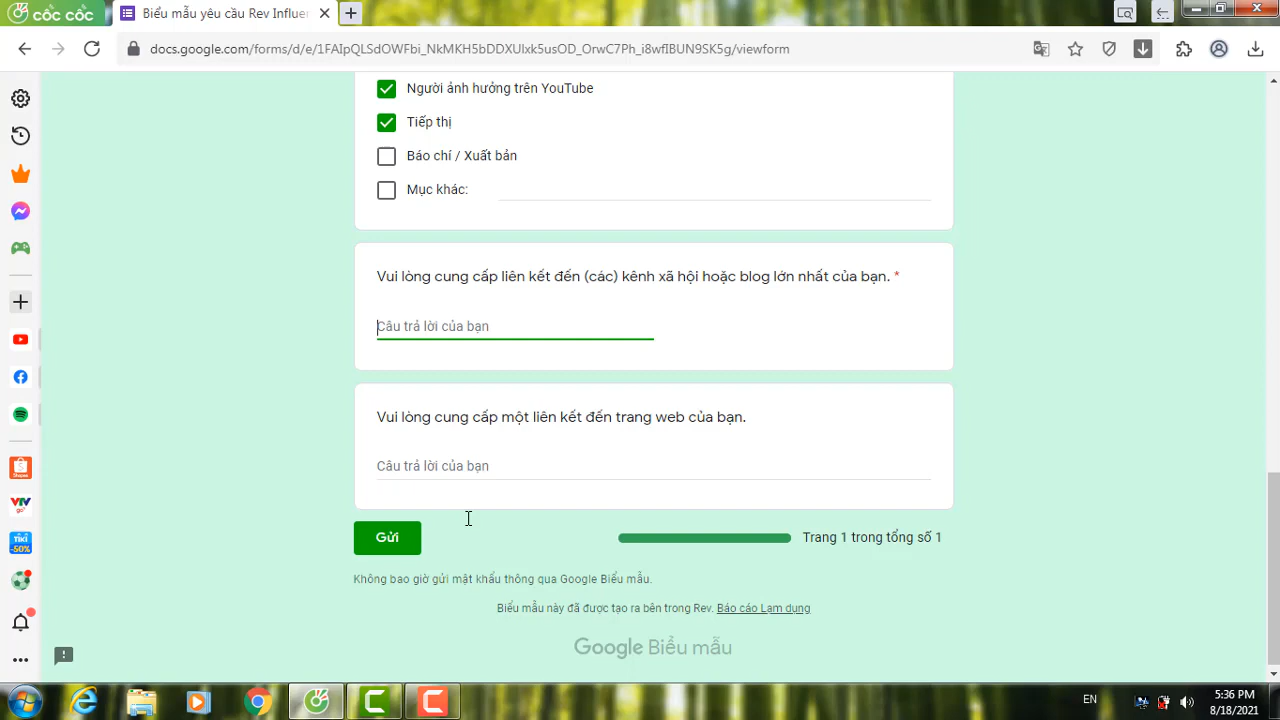 cốc cốc
Biểu mẫu yêu cầu Rev Influen
docs.google.com/forms/d/e/1FAIpQLSdOWFbi_NkMKH5bDDXUlxk5usOD_OrwC7Ph_i8wfIBUN9SK5g/viewform
Người ảnh hưởng trên YouTube
Tiếp thị
Báo chí / Xuất bản
Mục khác:
Vui lòng cung cấp liên kết đến (các) kênh xã hội hoặc blog lớn nhất của bạn. *
Câu trả lời của bạn
Vui lòng cung cấp một liên kết đến trang web của bạn.
Câu trả lời của bạn
Gửi
Trang 1 trong tổng số 1
Không bao giờ gửi mật khẩu thông qua Google Biểu mẫu.
Biểu mẫu này đã được tạo ra bên trong Rev. Báo cáo Lạm dụng
Google Biểu mẫu
VTV
go
TIKI
-50%
EN
5:36 PM
8/18/2021